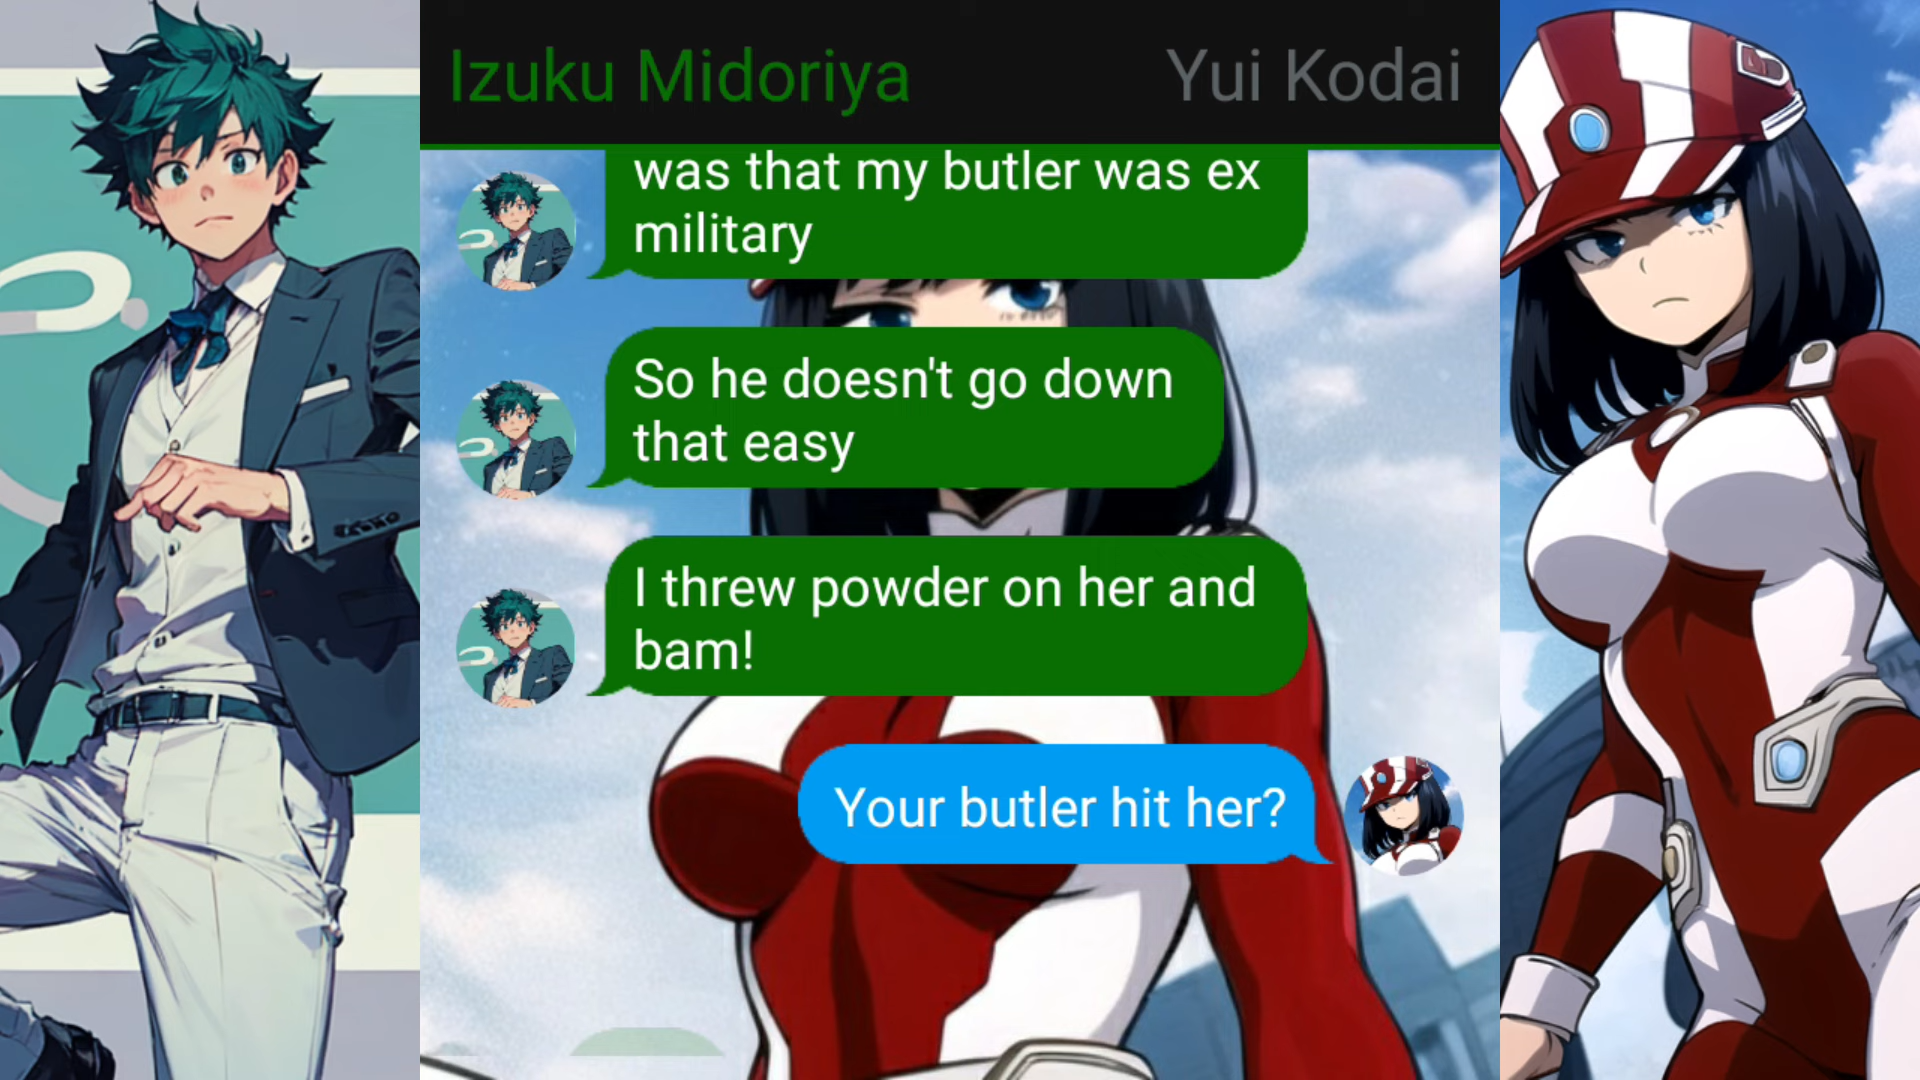 Izuku Midoriya
Yui Kodai
was that my butler was ex
military
So he doesn't go down
that easy
I threw powder on her and
bam!
Your butler hit her?